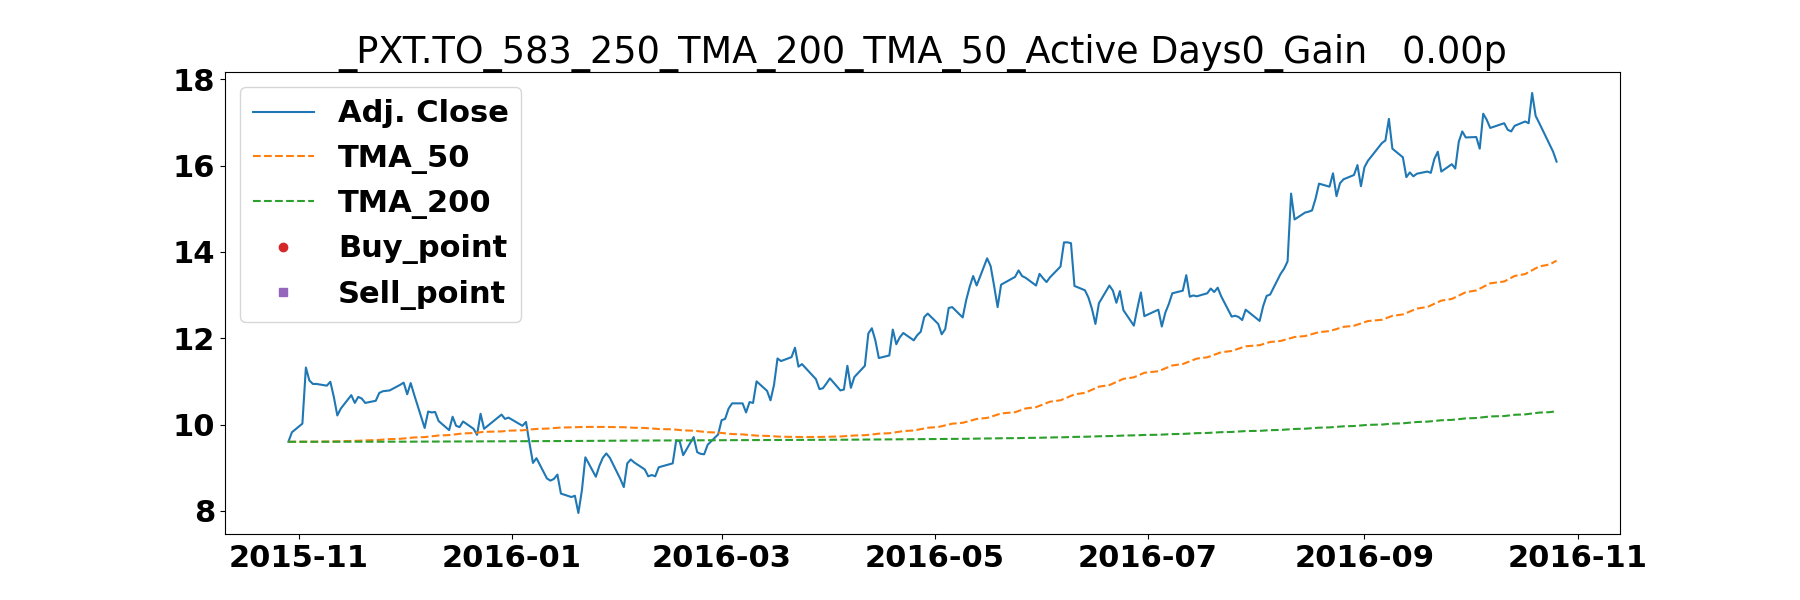 _PXT.TO_583_250_TMA_200_TMA_50_Active Days0_Gain   0.00p
18
16
14
12
10
8
Adj. Close
TMA_50
TMA_200
Buy_point
Sell_point
2015-11 2016-01 2016-03 2016-05 2016-07 2016-09 2016-11